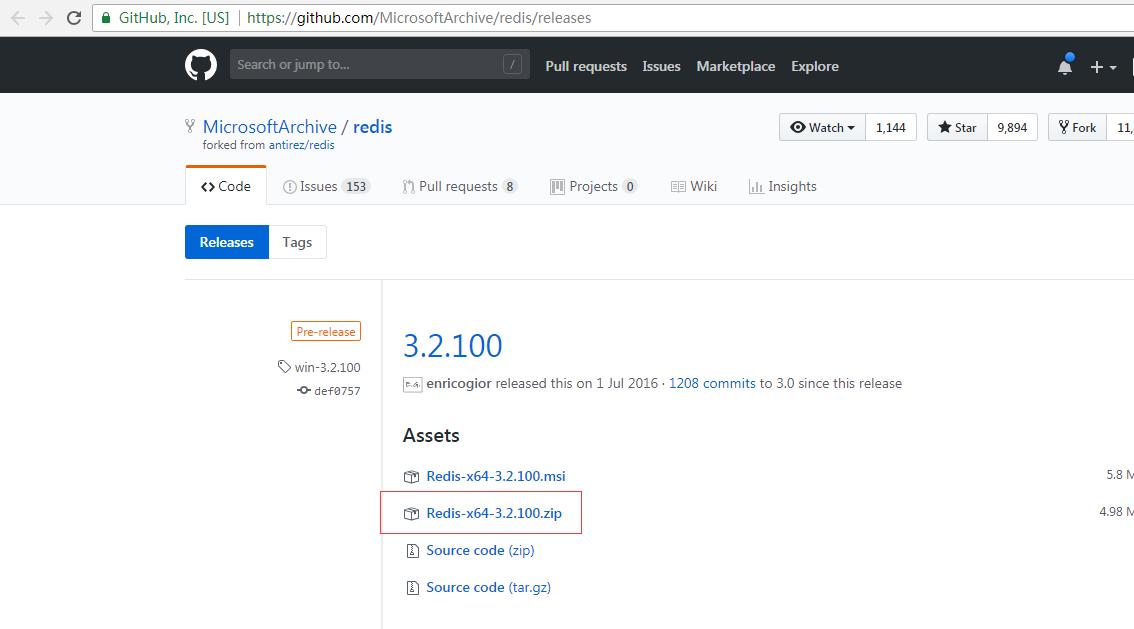 GitHub, Inc. [US] | https://github.com/MicrosoftArchive/redis/releases
Search or jump to... / Pull requests Issues Marketplace Explore
MicrosoftArchive / redis Watch 1,144 Star 9,894 Fork 11,
forked from antirez/redis
Code Issues 153 Pull requests 8 Projects 0 Wiki Insights
Releases Tags
Pre-release
win-3.2.100
def0757
3.2.100
enricogior released this on 1 Jul 2016 · 1208 commits to 3.0 since this release
Assets
Redis-x64-3.2.100.msi 5.8 M
Redis-x64-3.2.100.zip 4.98 M
Source code (zip)
Source code (tar.gz)